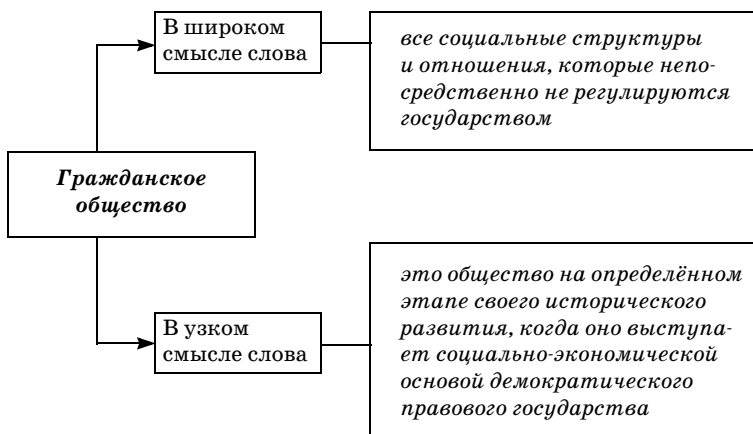 В широком
смысле слова
все социальные структуры
и отношения, которые непо-
средственно не регулируются
государством
Гражданское
общество
В узком
смысле слова
это общество на определённом
этапе своего исторического
развития, когда оно выступа-
ет социально-экономической
основой демократического
правового государства